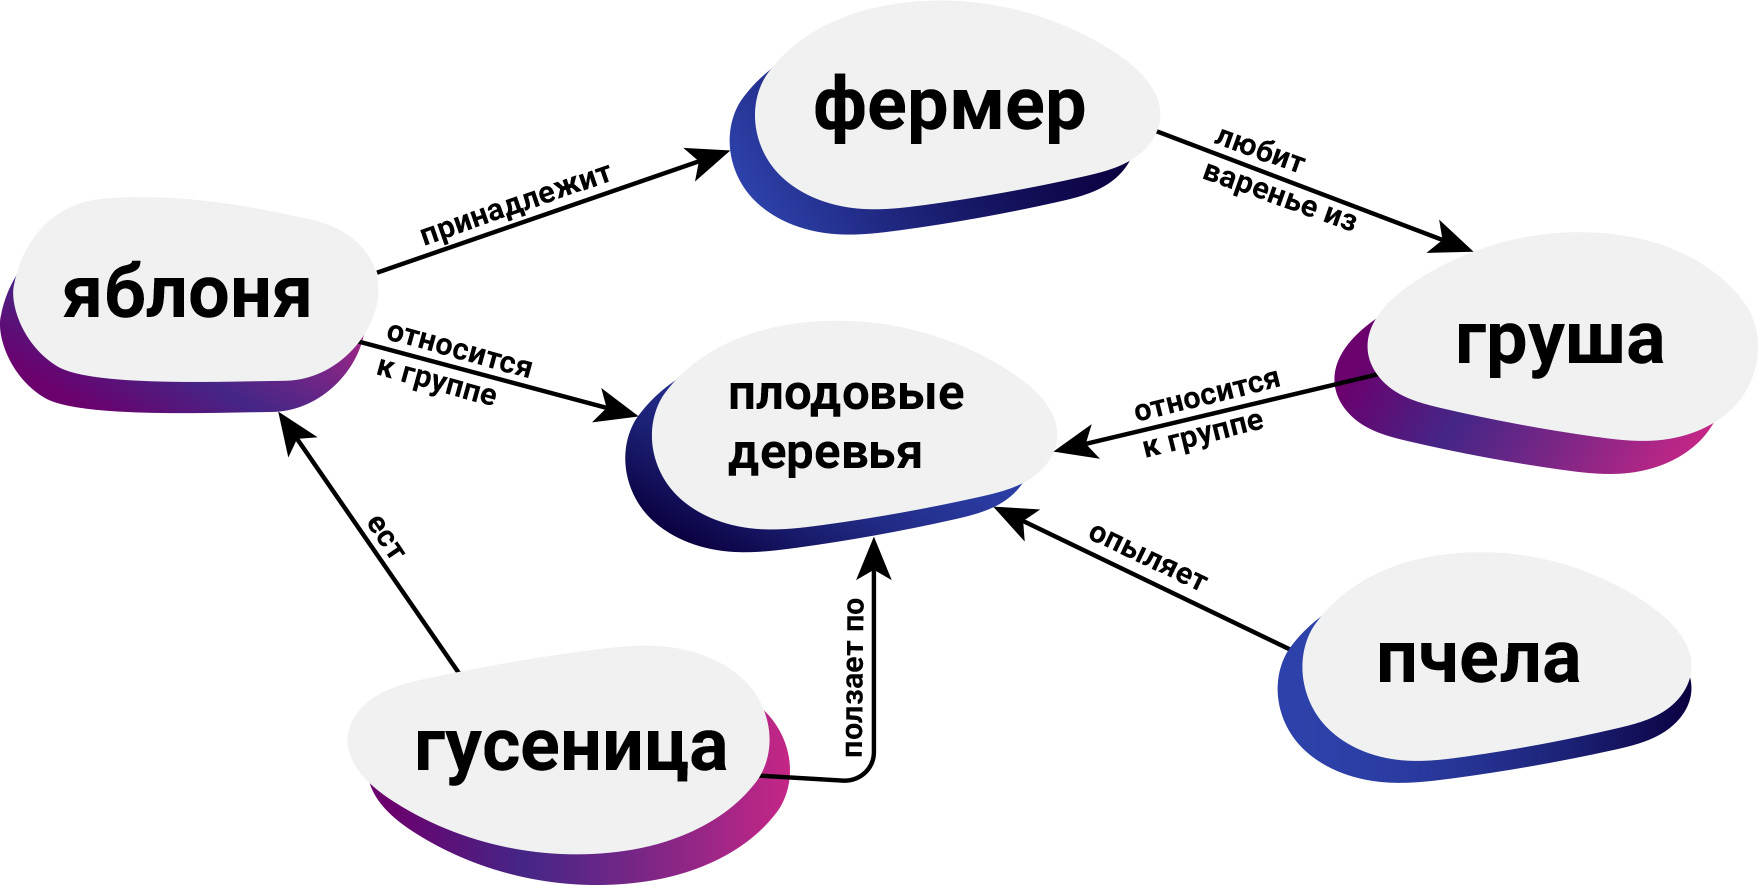 фермер
любит
варенье из
принадлежит
яблоня
груша
относится
к группе
плодовые
деревья
относится
к группе
ест
опыляет
ползает по
пчела
гусеница